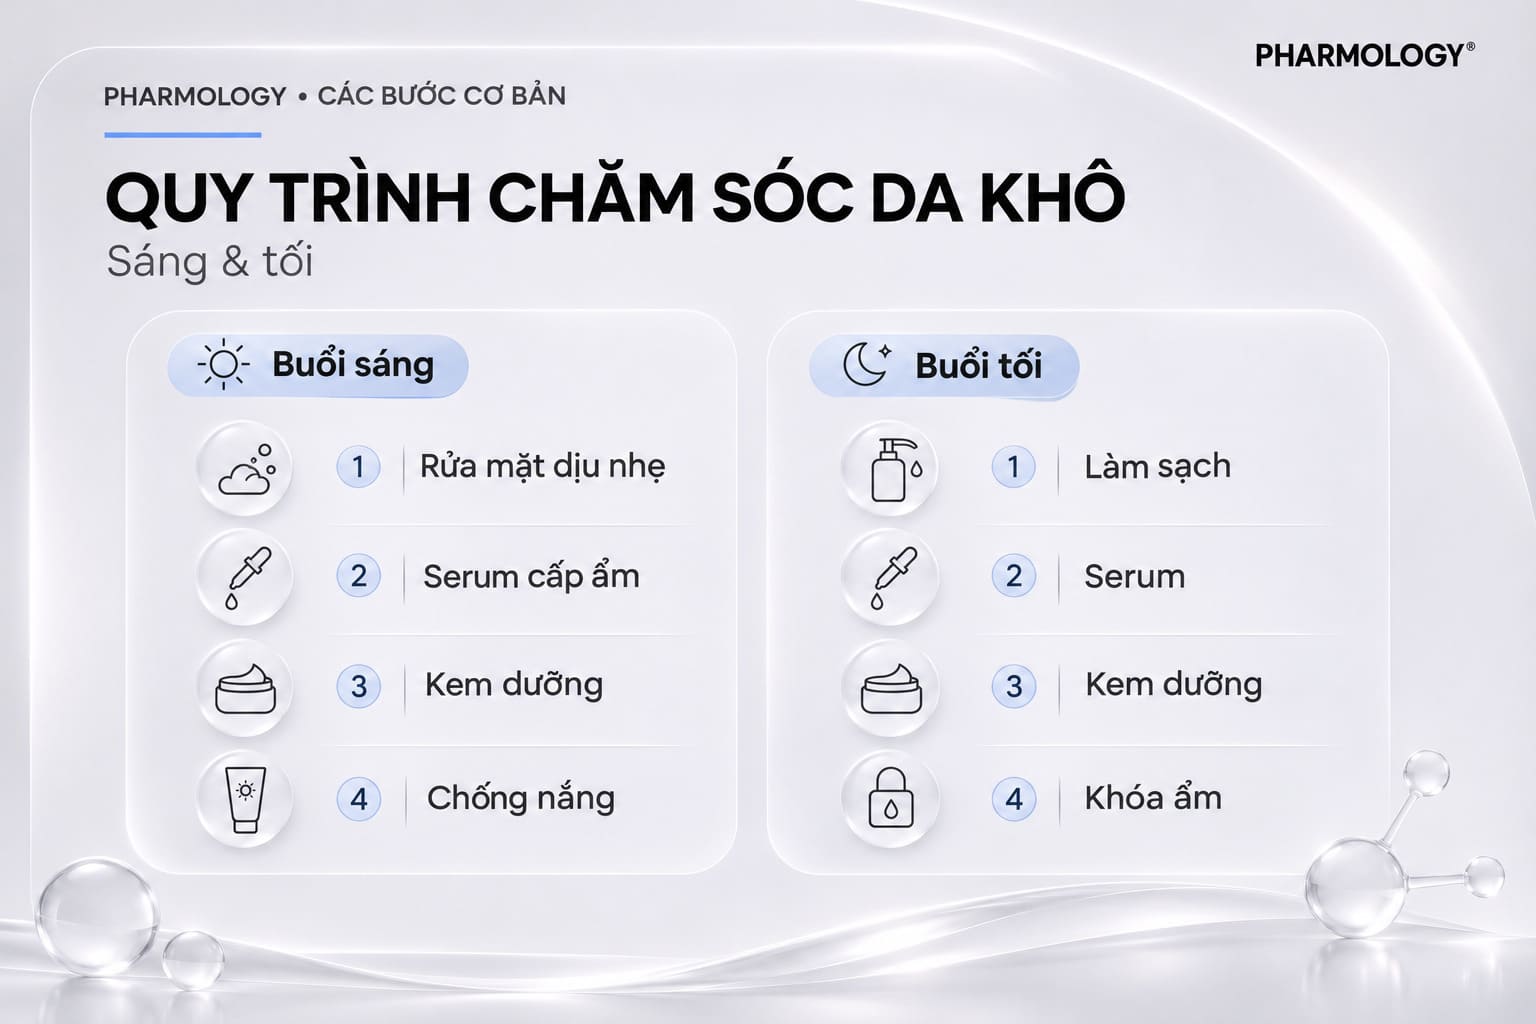 PHARMOLOGY®
PHARMOLOGY • CÁC BƯỚC CƠ BẢN
QUY TRÌNH CHĂM SÓC DA KHÔ
Sáng & tối
Buổi sáng
1 Rửa mặt dịu nhẹ
2 Serum cấp ẩm
3 Kem dưỡng
4 Chống nắng
Buổi tối
1 Làm sạch
2 Serum
3 Kem dưỡng
4 Khóa ẩm